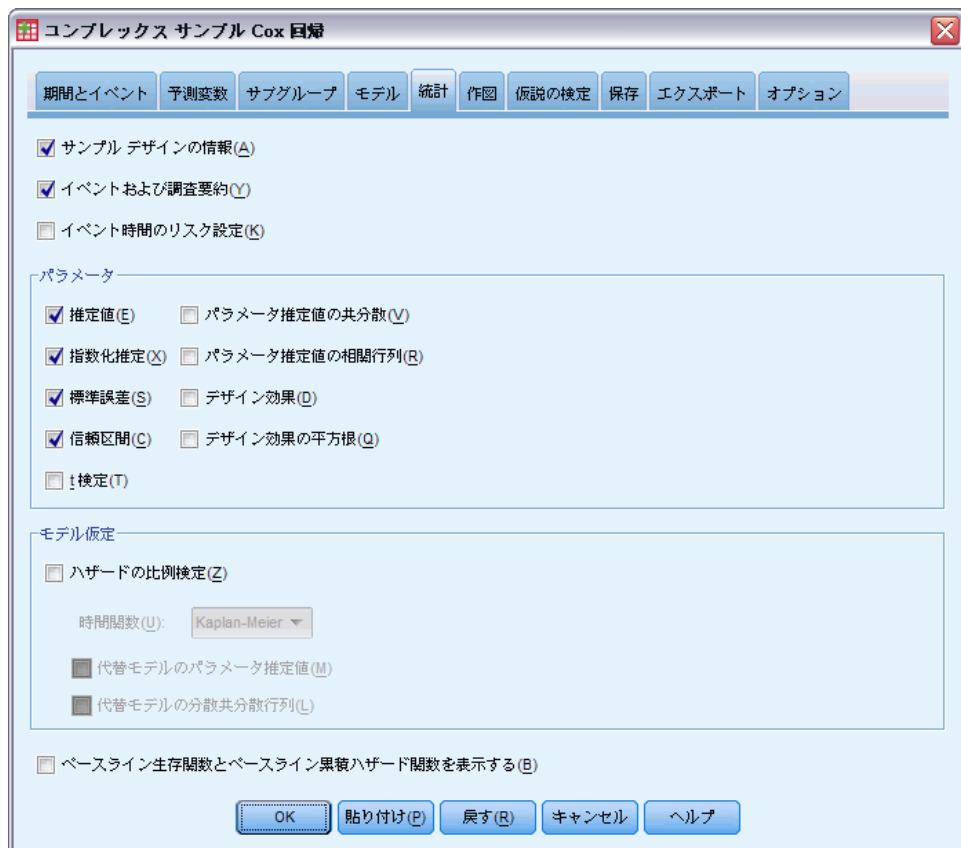 コンプレックス サンプル Cox 回帰
期間とイベント 予測変数 サブグループ モデル 統計 作図 仮説の検定 保存 エクスポート オプション
サンプル デザインの情報(A)
イベントおよび調査要約(Y)
イベント時間のリスク設定(K)
パラメータ
推定値(E) パラメータ推定値の共分散(V)
指数化推定(X) パラメータ推定値の相関行列(R)
標準誤差(S) デザイン効果(D)
信頼区間(C) デザイン効果の平方根(Q)
t 検定(T)
モデル仮定
ハザードの比例検定(Z)
時間関数(U): Kaplan-Meier
代替モデルのパラメータ推定値(M)
代替モデルの分散共分散行列(L)
ベースライン生存関数とベースライン累積ハザード関数を表示する(B)
OK 貼り付け(P) 戻す(R) キャンセル ヘルプ